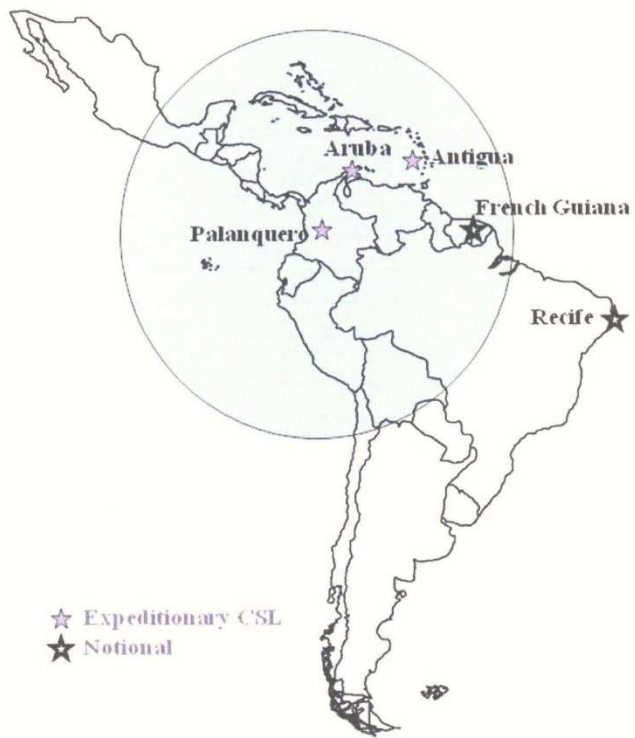 Aruba
Antigua
French Guiana
Palanquero
Recife
Expeditionary CSL
Notional